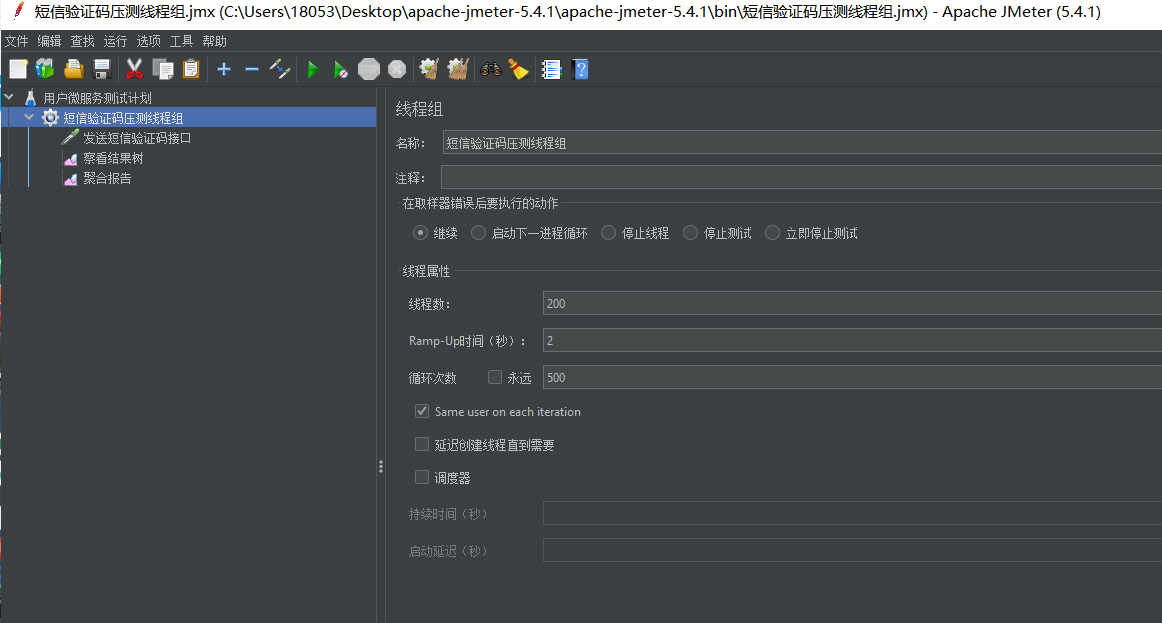 短信验证码压测线程组.jmx (C:\Users\18053\Desktop\apache-jmeter-5.4.1\apache-jmeter-5.4.1\bin\短信验证码压测线程组.jmx) - Apache JMeter (5.4.1)
文件 编辑 查找 运行 选项 工具 帮助
STOP
用户微服务测试计划
短信验证码压测线程组
发送短信验证码接口
察看结果树
聚合报告
线程组
名称： 短信验证码压测线程组
注释：
在取样器错误后要执行的动作
继续 启动下一进程循环 停止线程 停止测试 立即停止测试
线程属性
线程数： 200
Ramp-Up时间（秒）： 2
循环次数 永远 500
Same user on each iteration
延迟创建线程直到需要
调度器
持续时间（秒）
启动延迟（秒）